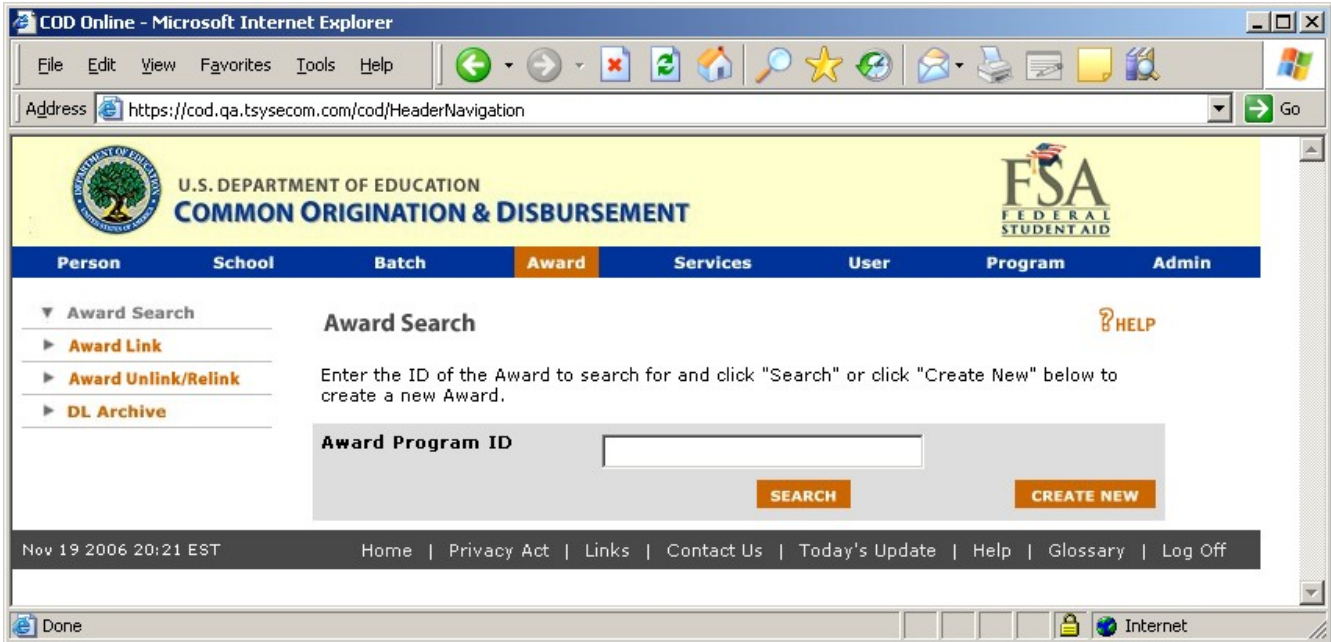 COD Online - Microsoft Internet Explorer
File Edit View Favorites Tools Help
Address https://cod.qa.tsysecom.com/cod/HeaderNavigation Go
U.S. DEPARTMENT OF EDUCATION
COMMON ORIGINATION & DISBURSEMENT
FSA
FEDERAL
STUDENT AID
Person School Batch Award Services User Program Admin
Award Search
Award Link
Award Unlink/Relink
DL Archive
Award Search
HELP
Enter the ID of the Award to search for and click "Search" or click "Create New" below to
create a new Award.
Award Program ID
SEARCH CREATE NEW
Nov 19 2006 20:21 EST Home | Privacy Act | Links | Contact Us | Today's Update | Help | Glossary | Log Off
Done Internet